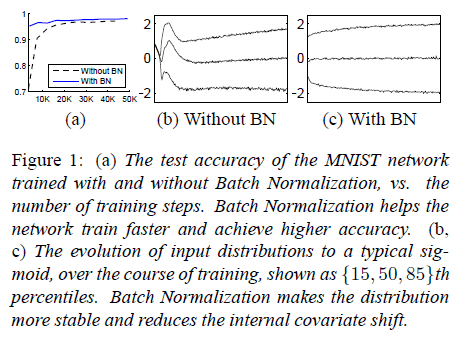 1
0.9
0.8
0.7
10K 20K 30K 40K 50K
Without BN
With BN
2
0
−2
2
0
−2
(a) (b) Without BN (c) With BN
Figure 1: (a) The test accuracy of the MNIST network
trained with and without Batch Normalization, vs. the
number of training steps. Batch Normalization helps the
network train faster and achieve higher accuracy. (b,
c) The evolution of input distributions to a typical sig-
moid, over the course of training, shown as {15, 50, 85}th
percentiles. Batch Normalization makes the distribution
more stable and reduces the internal covariate shift.